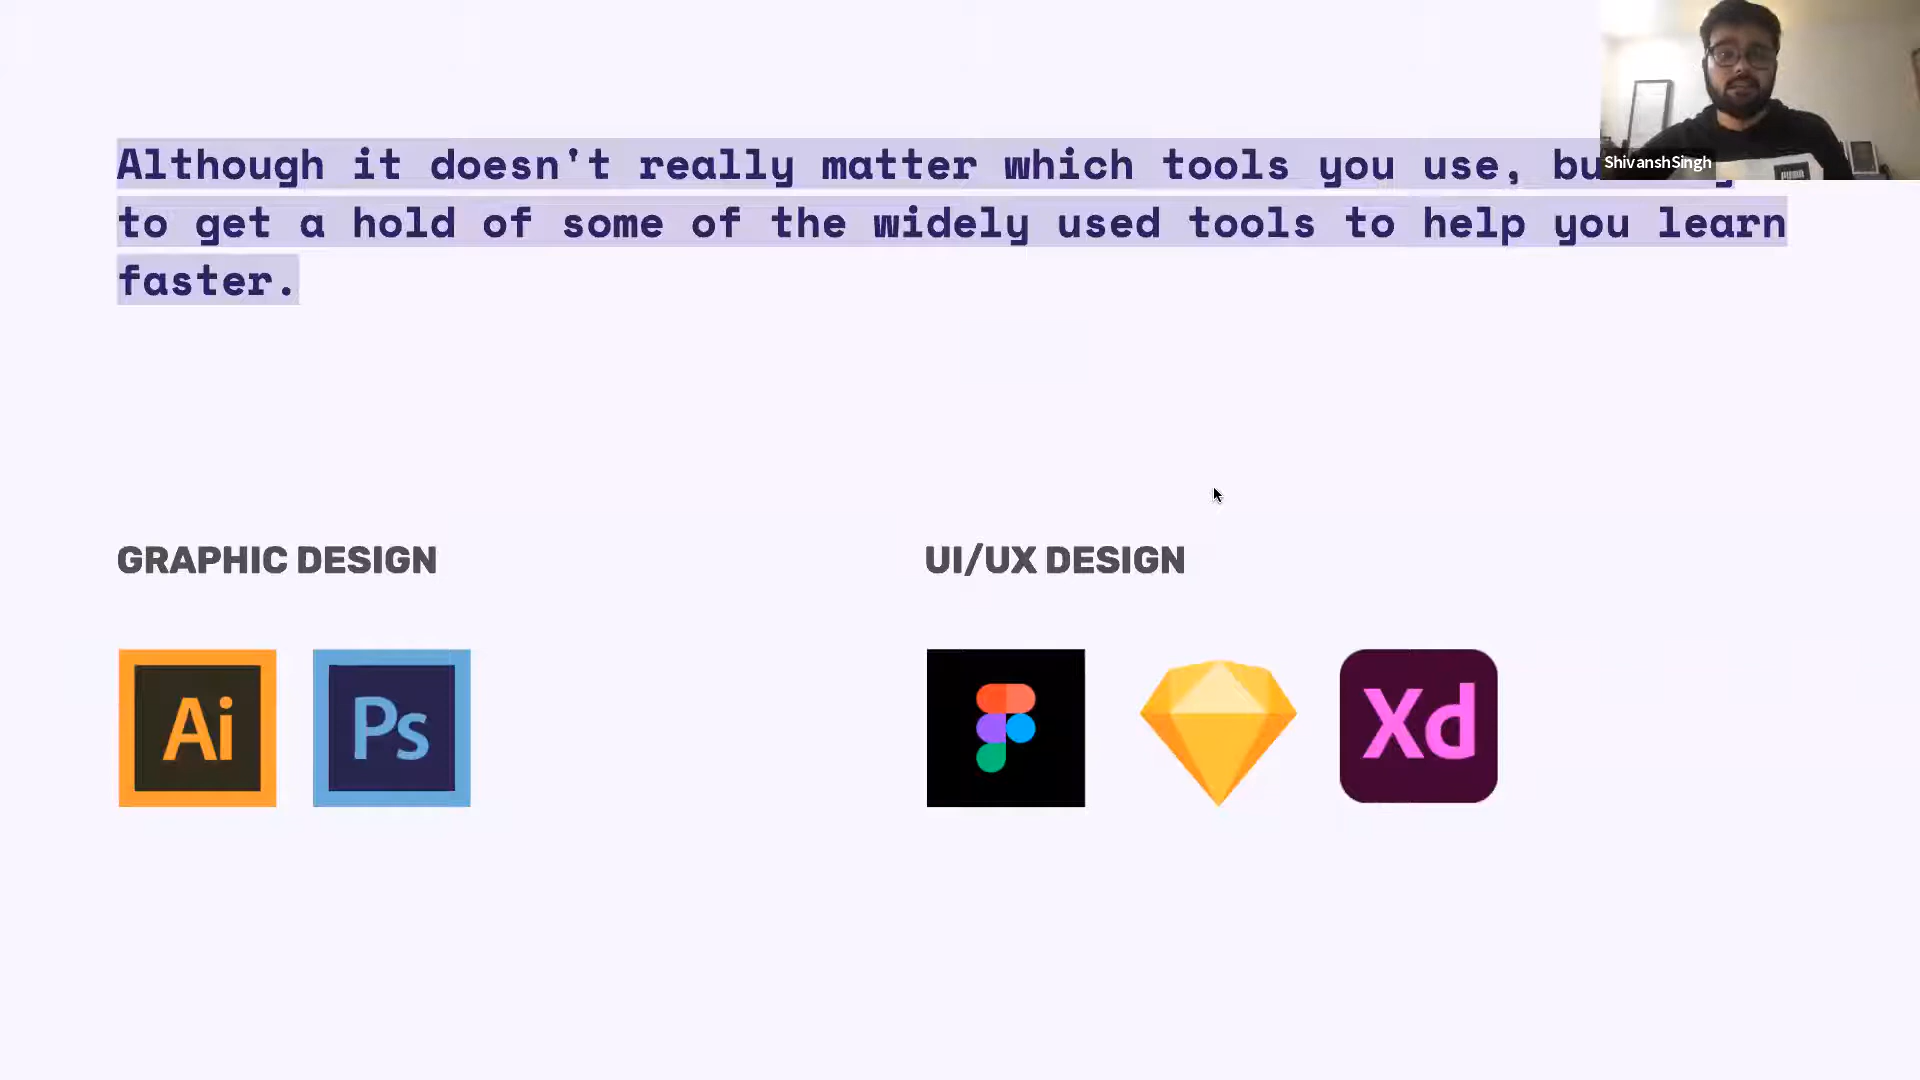 Although it doesn't really matter which tools you use,
to get a hold of some of the widely used tools to help you learn
faster.
ShivanshSingh
GRAPHIC DESIGN
UI/UX DESIGN
Ai
Ps
Xd